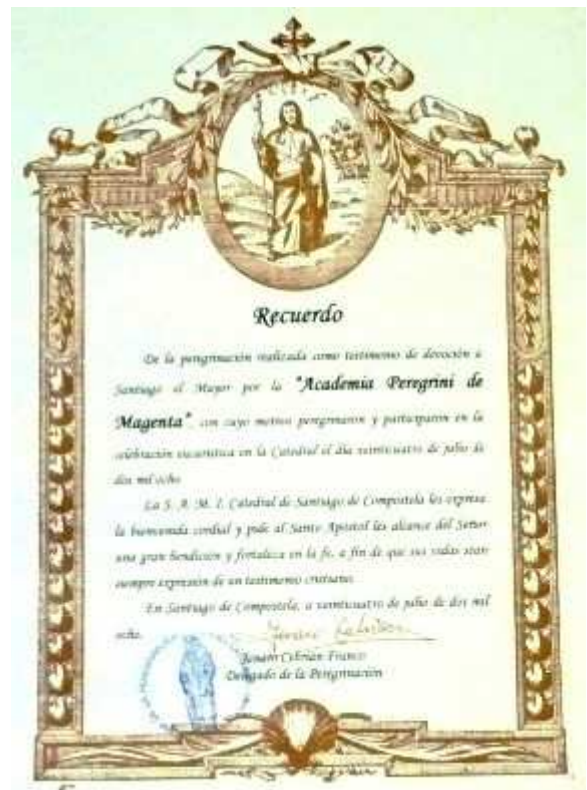 Recuerdo
De la peregrinación realizada como testimonio de devoción a
Santiago el Mayor por la "Academia Peregrini de
Magenta", con cuyo motivo peregrinaron y participaron en la
celebración eucarística en la Catedral el día veinticuatro de julio de
dos mil ocho.
La S. A. M. I. Catedral de Santiago de Compostela les expresa
la bienvenida cordial y pide al Santo Apóstol les alcance del Señor
una gran bendición y fortaleza en la fe, a fin de que sus vidas sean
siempre expresión de un testimonio cristiano.
En Santiago de Compostela, a veinticuatro de julio de dos mil
ocho.
Jenaro Cebrián Franco
Delegado de la Peregrinación